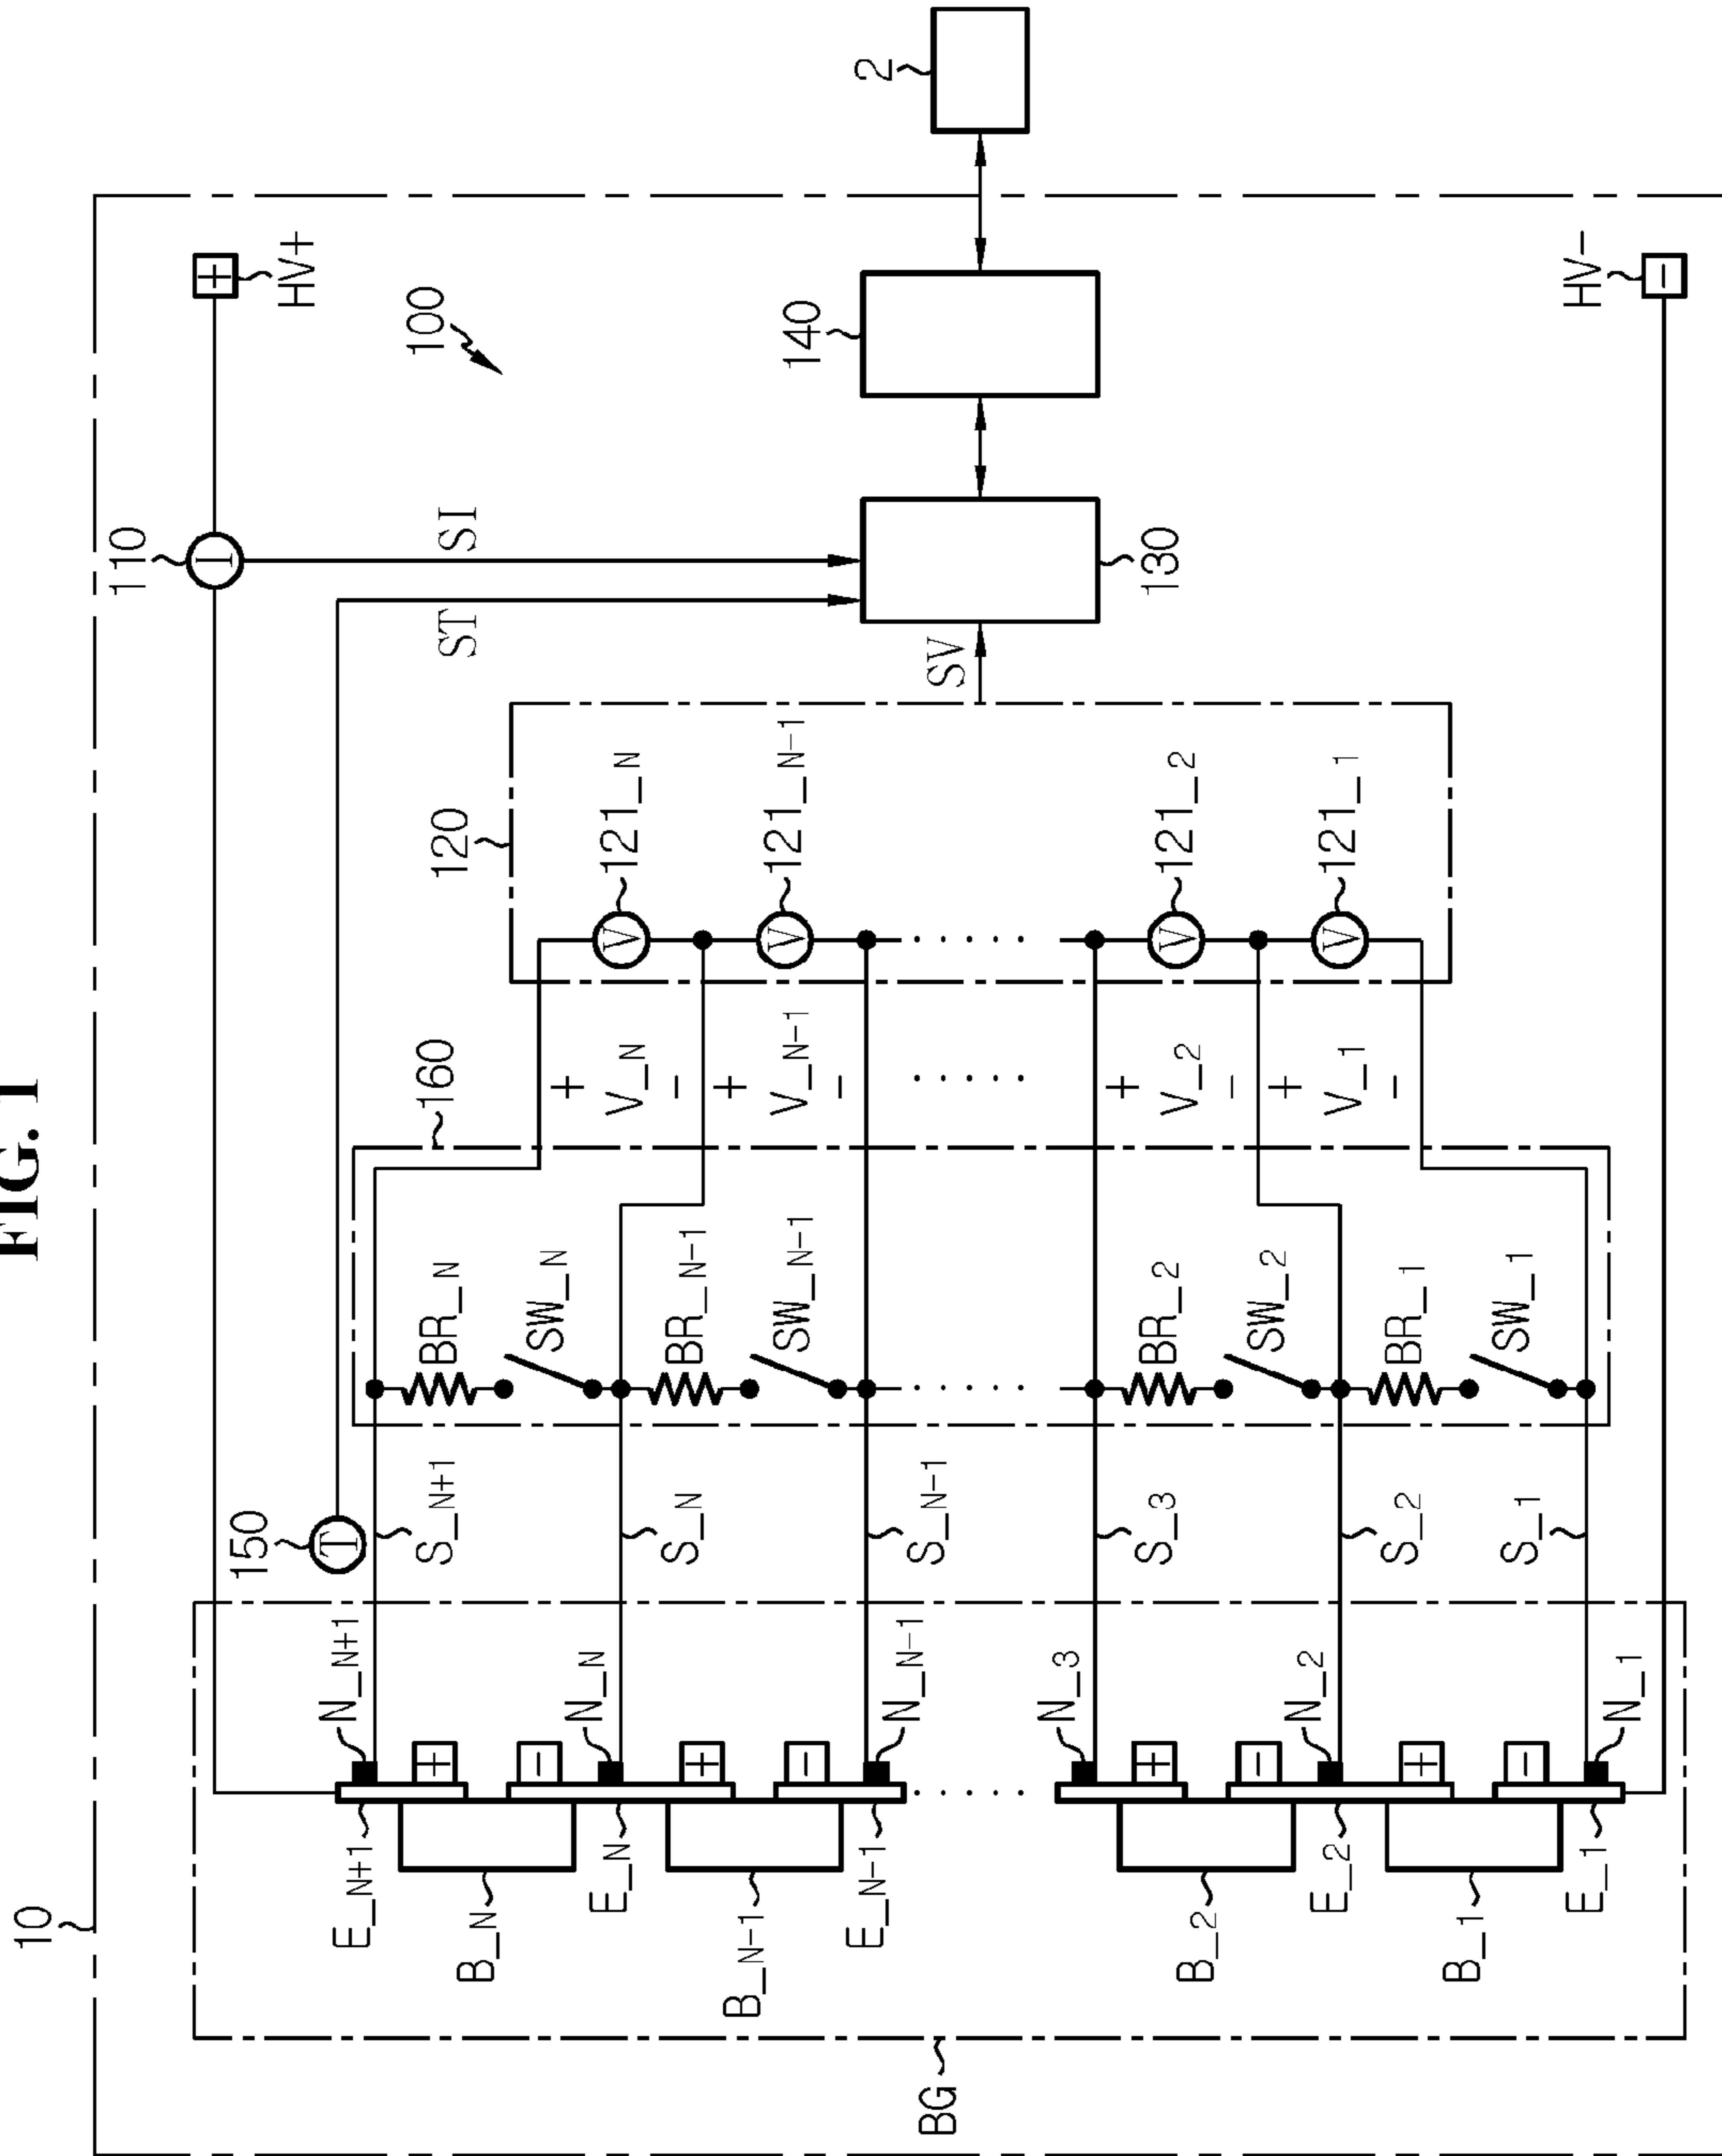 FIG. 1
10
110
I
+
HV+
100
2
150
T
ST
SI
160
120
N_N+1
S_N+1
E_N+1
+
BR_N
+
V
121_N
B_N
-
SW_N
V_N
N_N
S_N
-
E_N
+
BR_N-1
+
V
121_N-1
B_N-1
-
SW_N-1
V_N-1
-
E_N-1
N_N-1
S_N-1
SV
130
140
BG
N_3
S_3
+
BR_2
+
V
121_2
B_2
-
SW_2
V_2
N_2
S_2
-
E_2
+
BR_1
+
V
121_1
B_1
-
SW_1
V_1
S_1
-
E_1
N_1
HV-
-